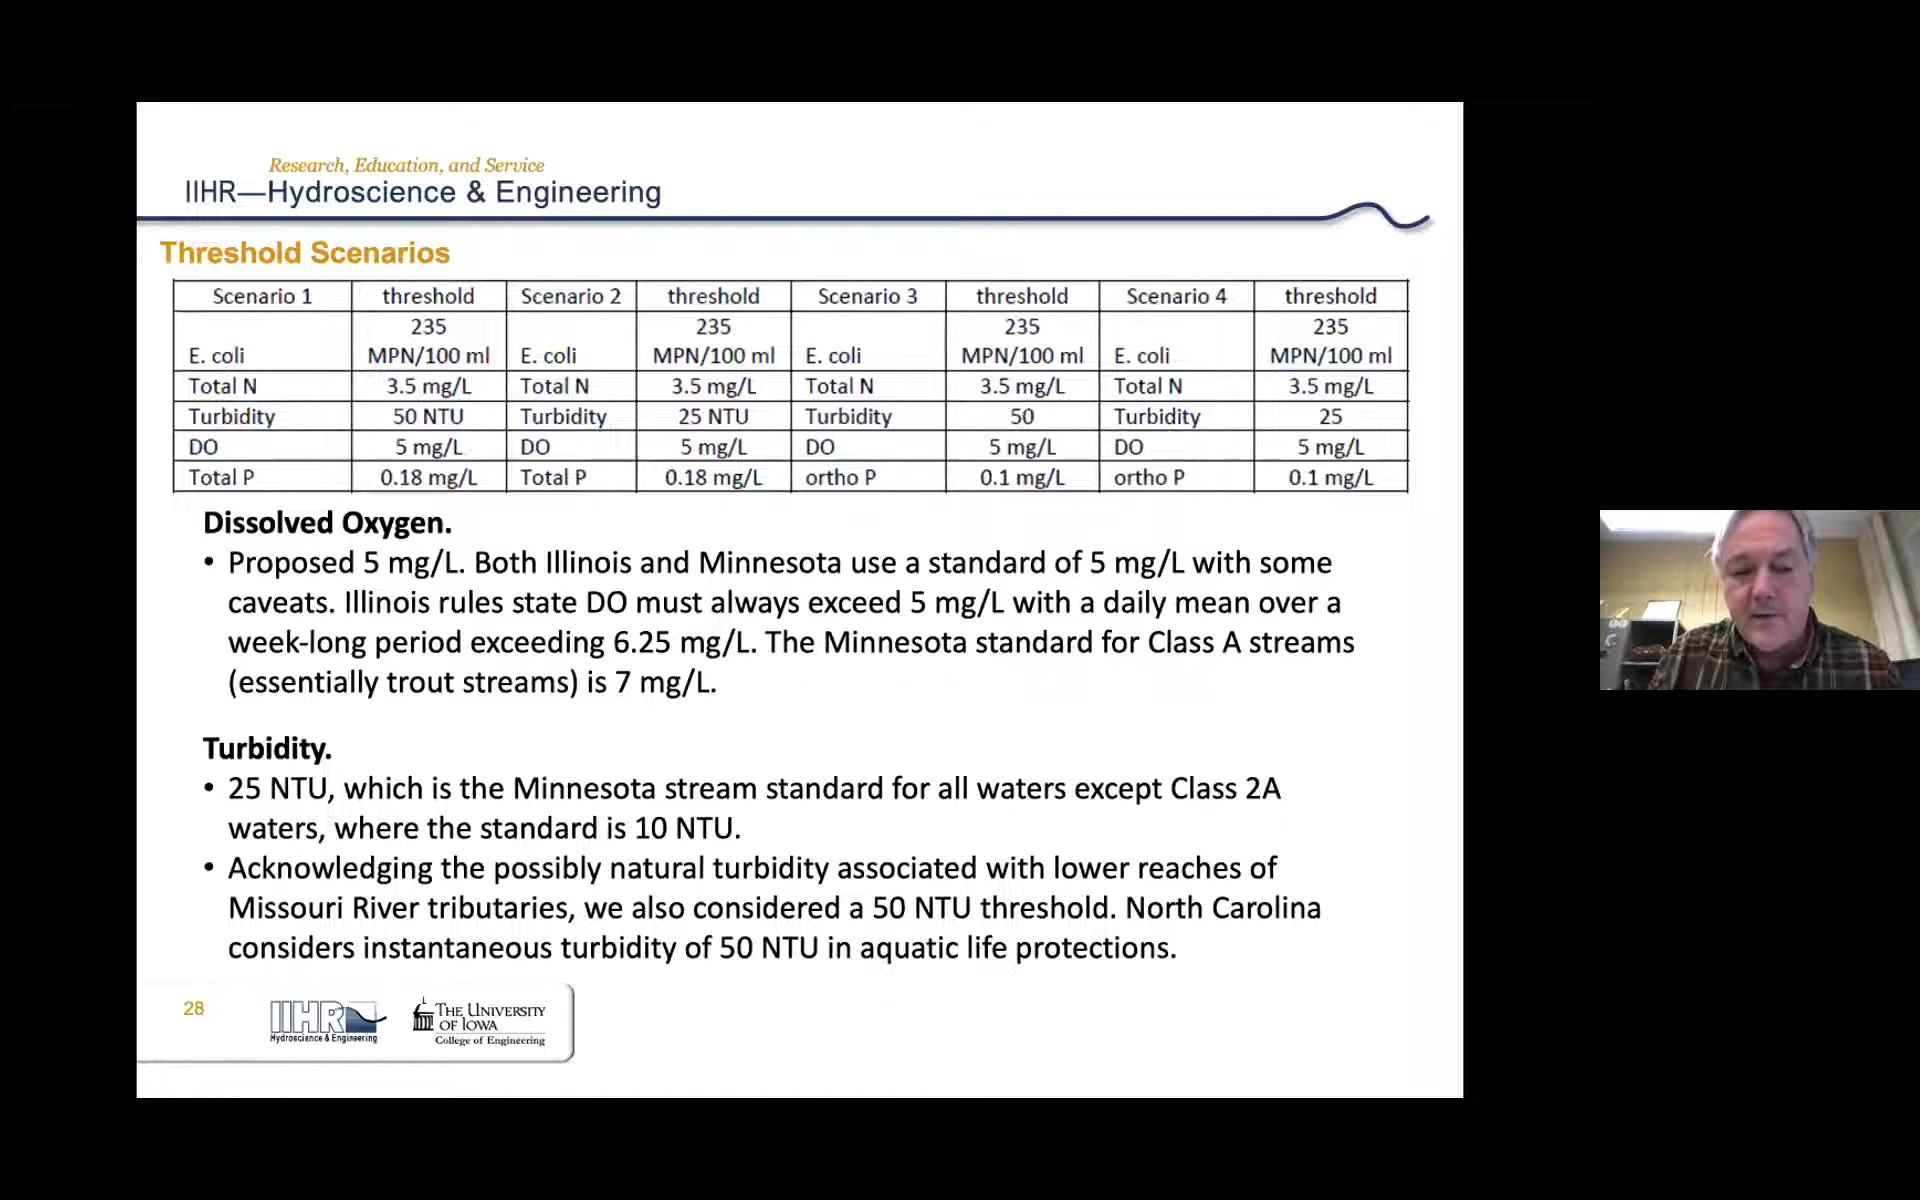 Research, Education, and Service
IIHR—Hydroscience & Engineering
Threshold Scenarios
Scenario 1 threshold Scenario 2 threshold Scenario 3 threshold Scenario 4 threshold
235 235 235 235
E. coli MPN/100 ml E. coli MPN/100 ml E. coli MPN/100 ml E. coli MPN/100 ml
Total N 3.5 mg/L Total N 3.5 mg/L Total N 3.5 mg/L Total N 3.5 mg/L
Turbidity 50 NTU Turbidity 25 NTU Turbidity 50 Turbidity 25
DO 5 mg/L DO 5 mg/L DO 5 mg/L DO 5 mg/L
Total P 0.18 mg/L Total P 0.18 mg/L ortho P 0.1 mg/L ortho P 0.1 mg/L
Dissolved Oxygen.
• Proposed 5 mg/L. Both Illinois and Minnesota use a standard of 5 mg/L with some
caveats. Illinois rules state DO must always exceed 5 mg/L with a daily mean over a
week-long period exceeding 6.25 mg/L. The Minnesota standard for Class A streams
(essentially trout streams) is 7 mg/L.
Turbidity.
• 25 NTU, which is the Minnesota stream standard for all waters except Class 2A
waters, where the standard is 10 NTU.
• Acknowledging the possibly natural turbidity associated with lower reaches of
Missouri River tributaries, we also considered a 50 NTU threshold. North Carolina
considers instantaneous turbidity of 50 NTU in aquatic life protections.
28
IIHR
Hydroscience & Engineering
THE UNIVERSITY
OF IOWA
College of Engineering